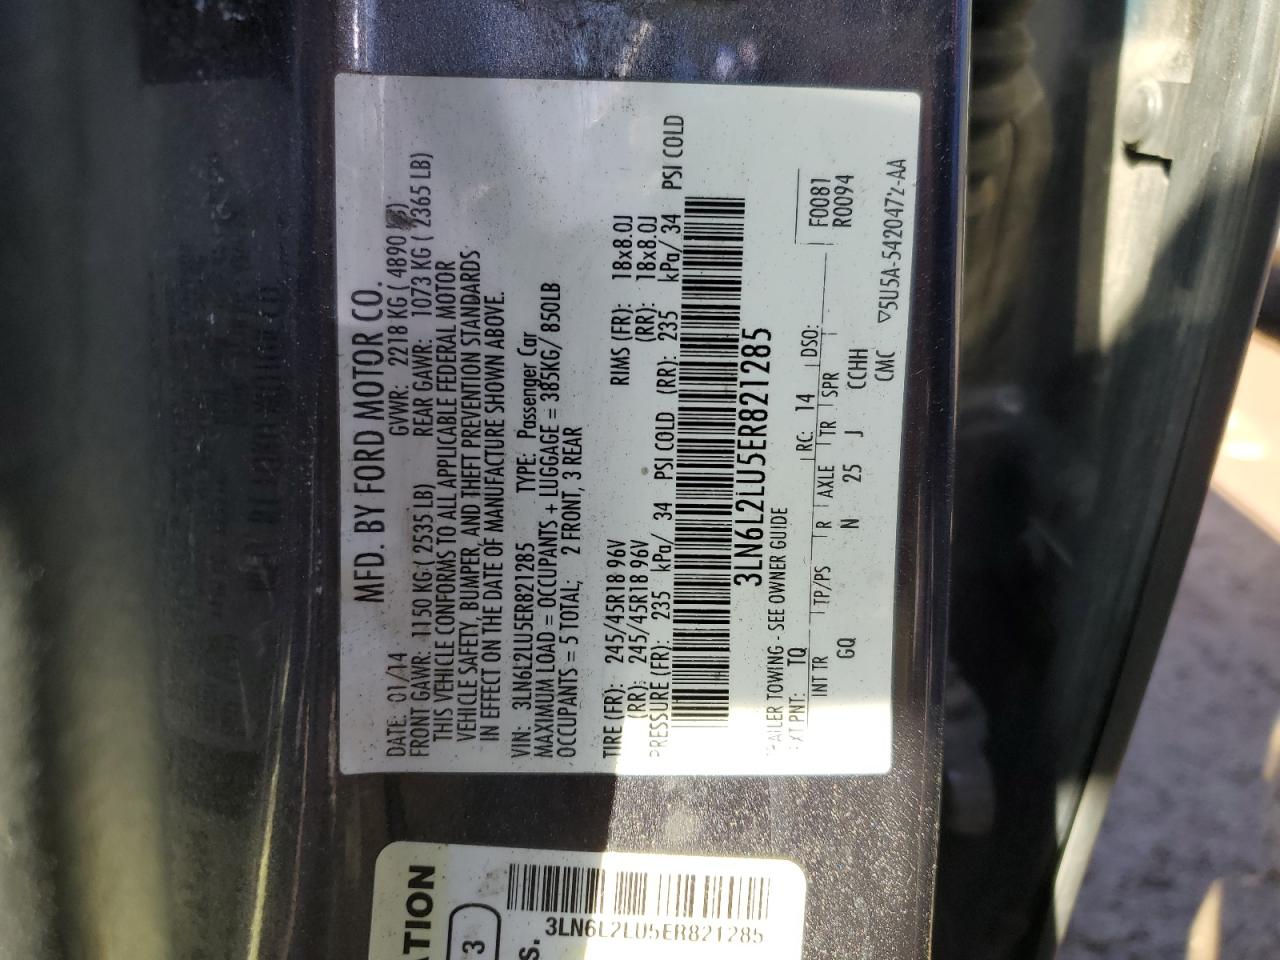 MFD. BY FORD MOTOR CO.
DATE: 01/14 GVWR: 2218 KG ( 4890
FRONT GAWR: 1150 KG ( 2535 LB) REAR GAWR: 1073 KG ( 2365 LB)
THIS VEHICLE CONFORMS TO ALL APPLICABLE FEDERAL MOTOR
VEHICLE SAFETY, BUMPER, AND THEFT PREVENTION STANDARDS
IN EFFECT ON THE DATE OF MANUFACTURE SHOWN ABOVE.
VIN: 3LN6L2LU5ER821285 TYPE: Passenger Car
MAXIMUM LOAD = OCCUPANTS + LUGGAGE = 385KG/ 850LB
OCCUPANTS = 5 TOTAL; 2 FRONT, 3 REAR
TIRE (FR): 245/45R18 96V RIMS (FR): 18x8.0J
(RR): 245/45R18 96V (RR): 18x8.0J
PRESSURE (FR): 235 kPa/ 34 PSI COLD (RR): 235 kPa/ 34 PSI COLD
3LN6L2LU5ER821285
TRAILER TOWING - SEE OWNER GUIDE
EXT PNT: TQ RC: 14 DSO: F0081
INT TR TP/PS R AXLE TR SPR R0094
GQ N 25 J CCHH
CMC ▽5U5A-5420472-AA
ATION
3
S.
3LN6L2LU5ER821285